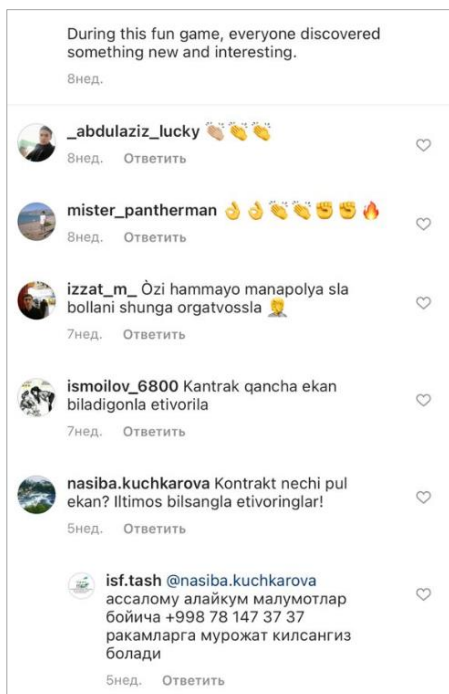 During this fun game, everyone discovered
something new and interesting.
8нед.
_abdulaziz_lucky 👏🏼👏👏
8нед. Ответить
mister_pantherman 👌👌👏👏✊✊🔥
8нед. Ответить
izzat_m_ Òzi hammayo manapolya sla
bollani shunga orgatvossla 🤦
7нед. Ответить
ismoilov_6800 Kantrak qancha ekan
biladigonla etivorila
7нед. Ответить
nasiba.kuchkarova Kontrakt nechi pul
ekan? Iltimos bilsangla etivoringlar!
5нед. Ответить
isf.tash @nasiba.kuchkarova
ассалому алайкум малумотлар
бойича +998 78 147 37 37
ракамларга мурожат килсангиз
болади
5нед. Ответить